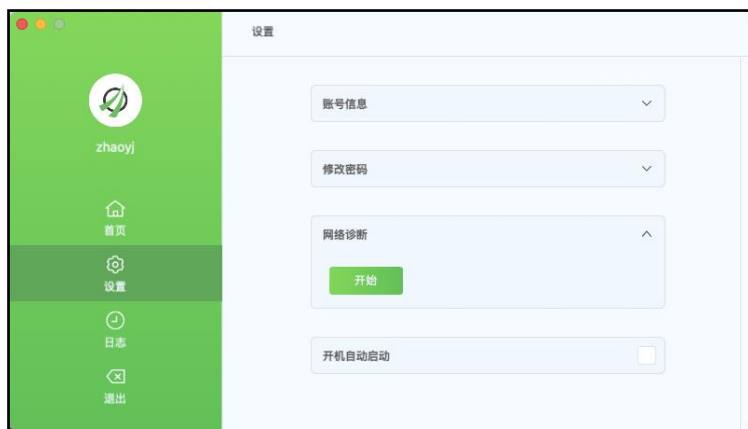 设置
zhaoyj
首页
设置
日志
退出
账号信息
修改密码
网络诊断
开始
开机自动启动